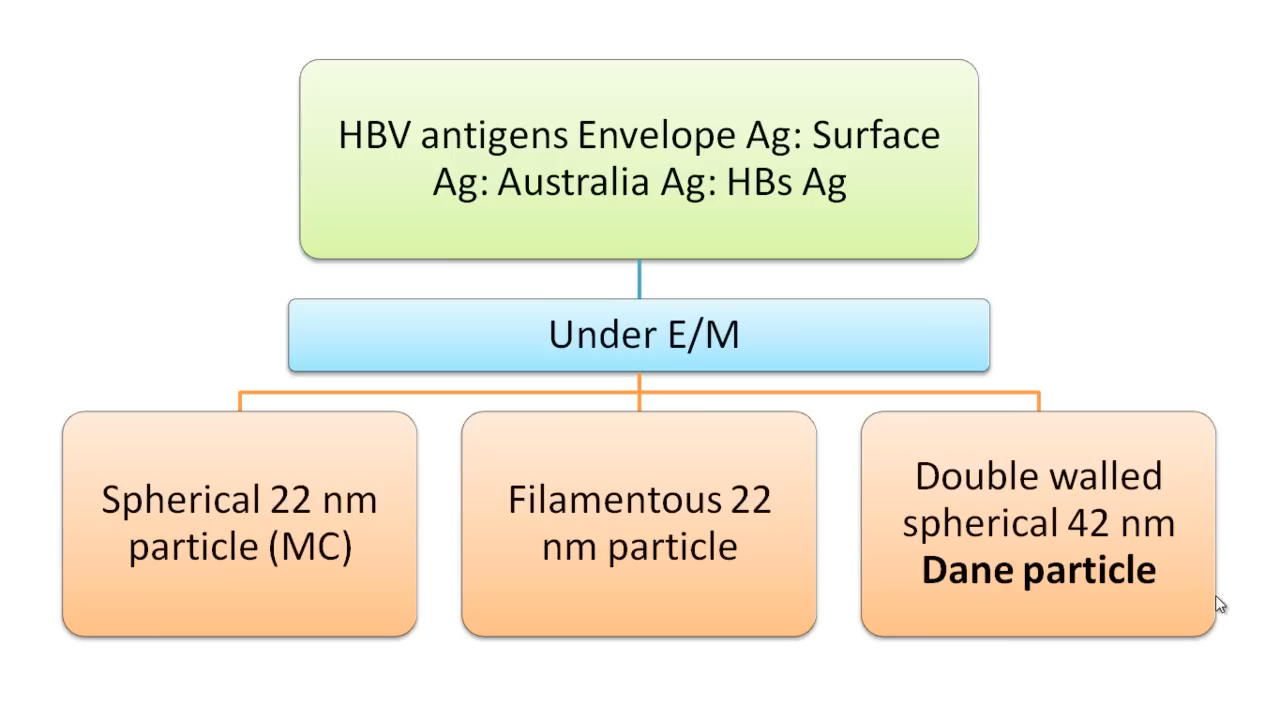 HBV antigens Envelope Ag: Surface
Ag: Australia Ag: HBs Ag
Under E/M
Spherical 22 nm
particle (MC)
Filamentous 22
nm particle
Double walled
spherical 42 nm
Dane particle